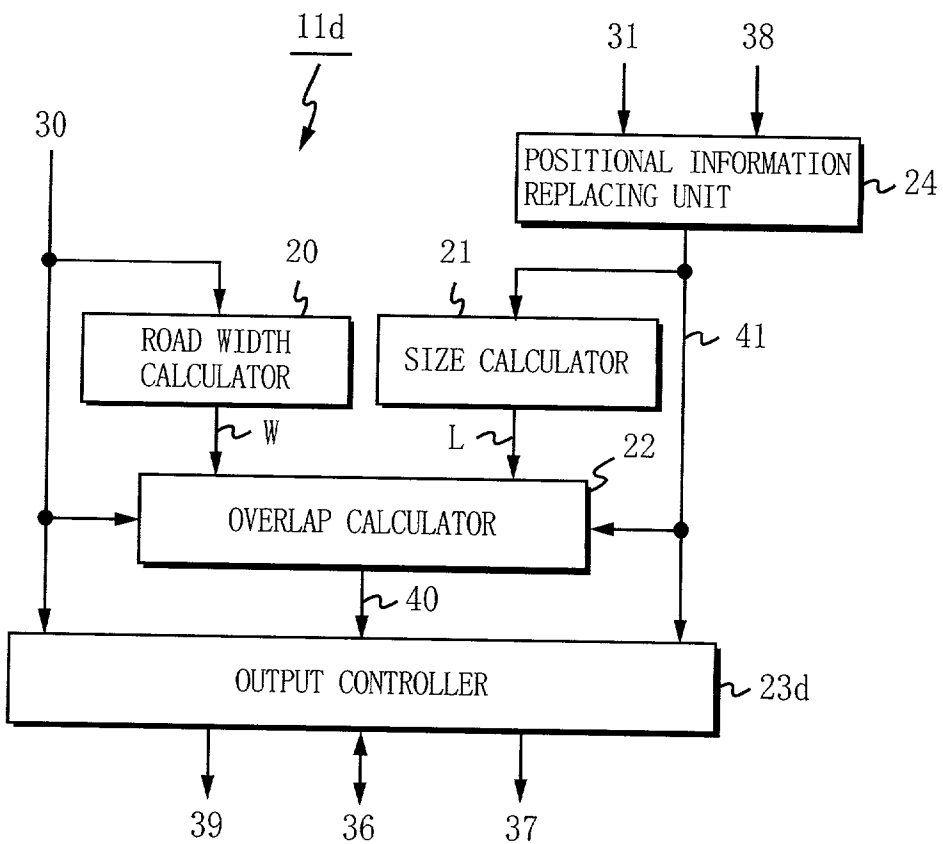 11d
31
38
30
POSITIONAL INFORMATION
REPLACING UNIT
24
20
21
41
ROAD WIDTH
CALCULATOR
SIZE CALCULATOR
W
L
22
OVERLAP CALCULATOR
40
OUTPUT CONTROLLER
23d
39
36
37